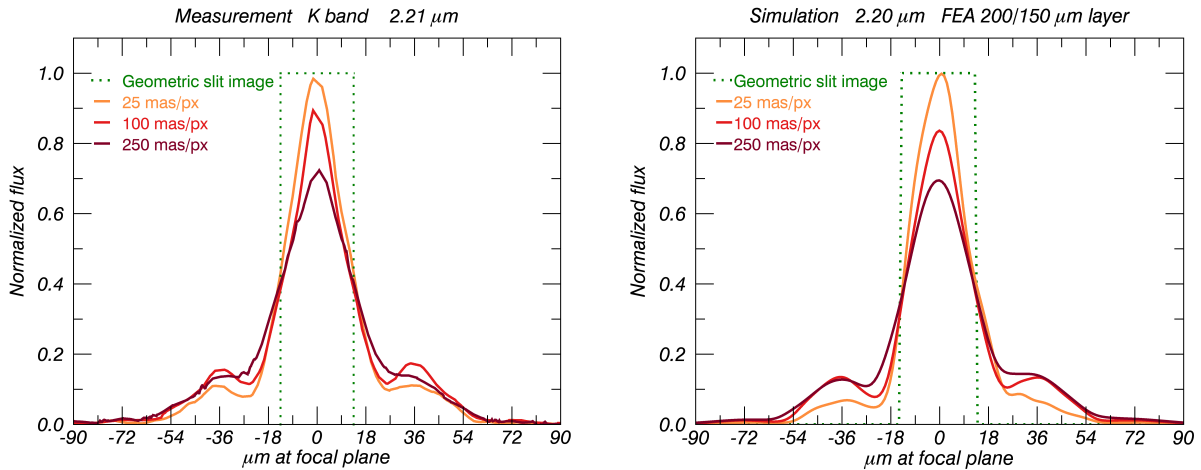 Measurement K band 2.21 μm
1.0
0.8
0.6
0.4
0.2
0.0
Normalized flux
Geometric slit image
25 mas/px
100 mas/px
250 mas/px
-90 -72 -54 -36 -18 0 18 36 54 72 90
μm at focal plane
Simulation 2.20 μm FEA 200/150 μm layer
1.0
0.8
0.6
0.4
0.2
0.0
Normalized flux
Geometric slit image
25 mas/px
100 mas/px
250 mas/px
-90 -72 -54 -36 -18 0 18 36 54 72 90
μm at focal plane